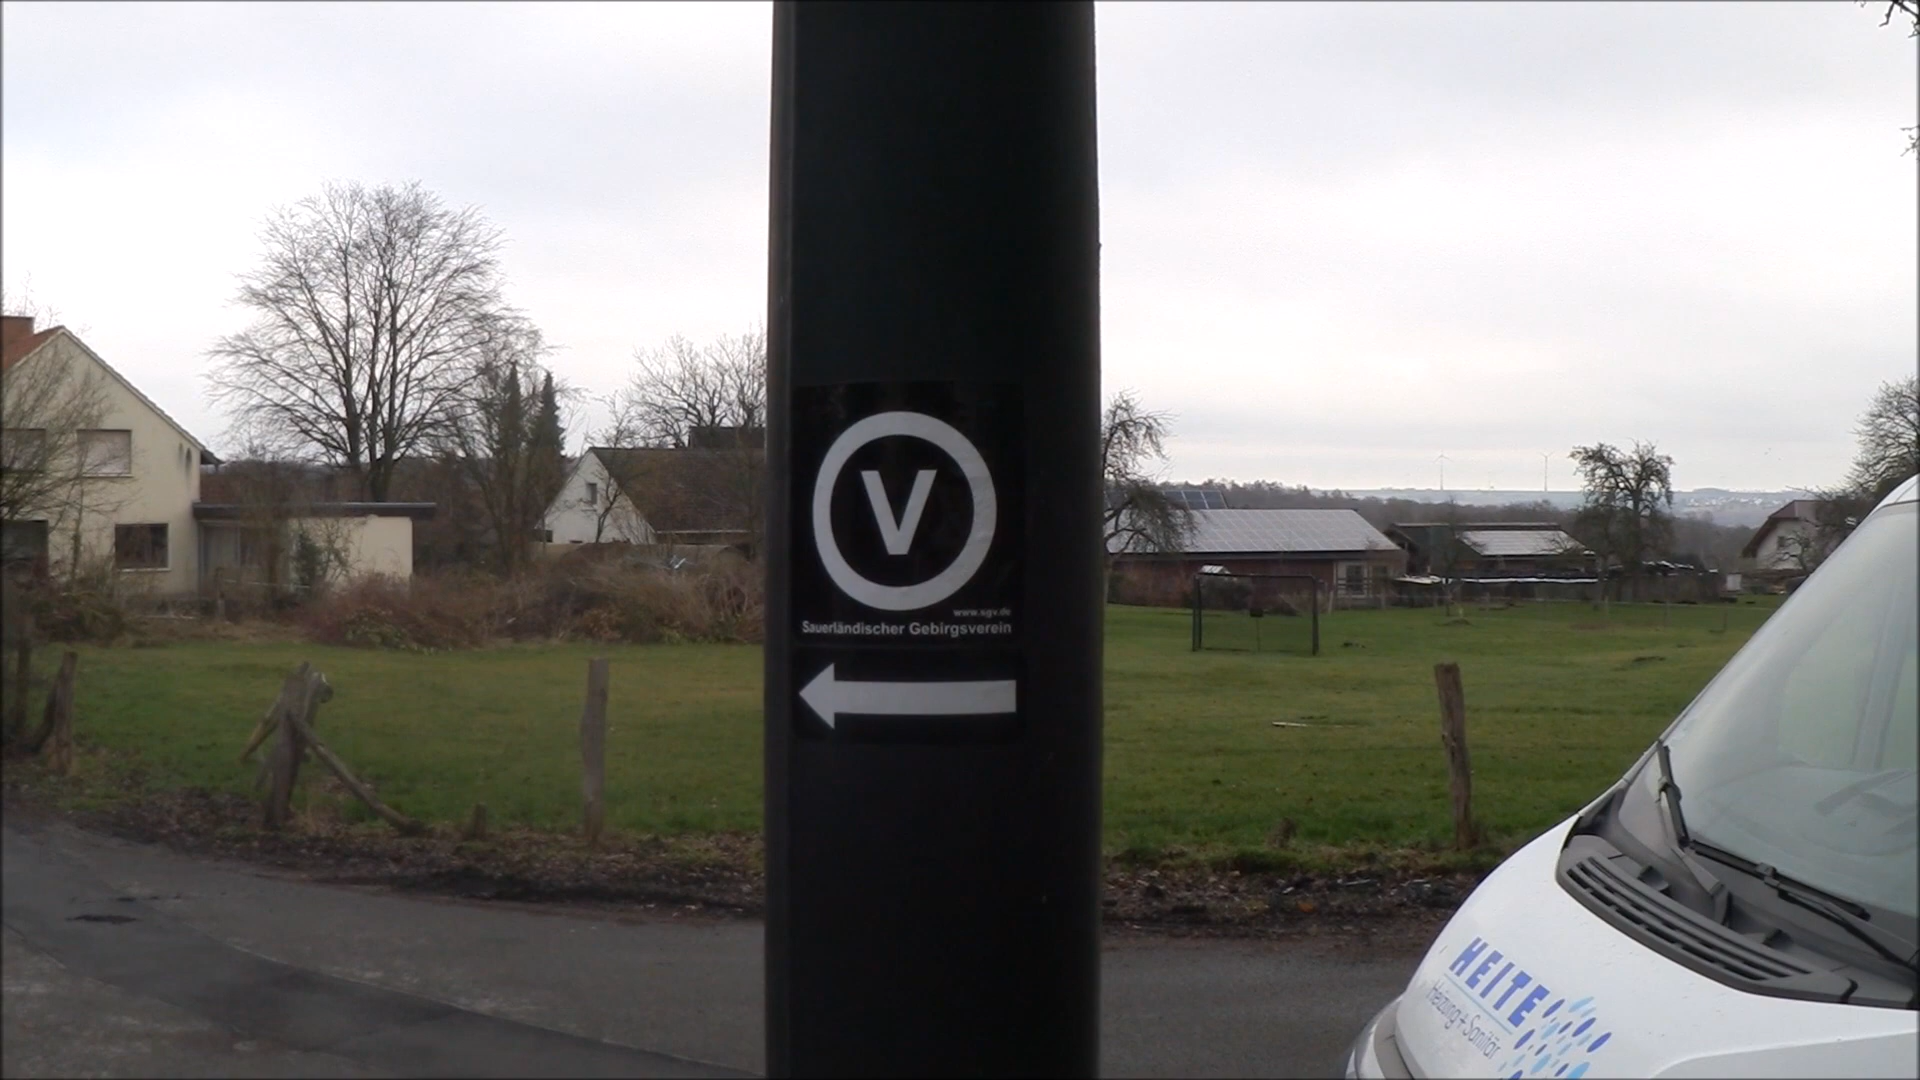 V
www.sgv.de
Sauerländischer Gebirgsverein
HEITE
Heizung + Sanitär